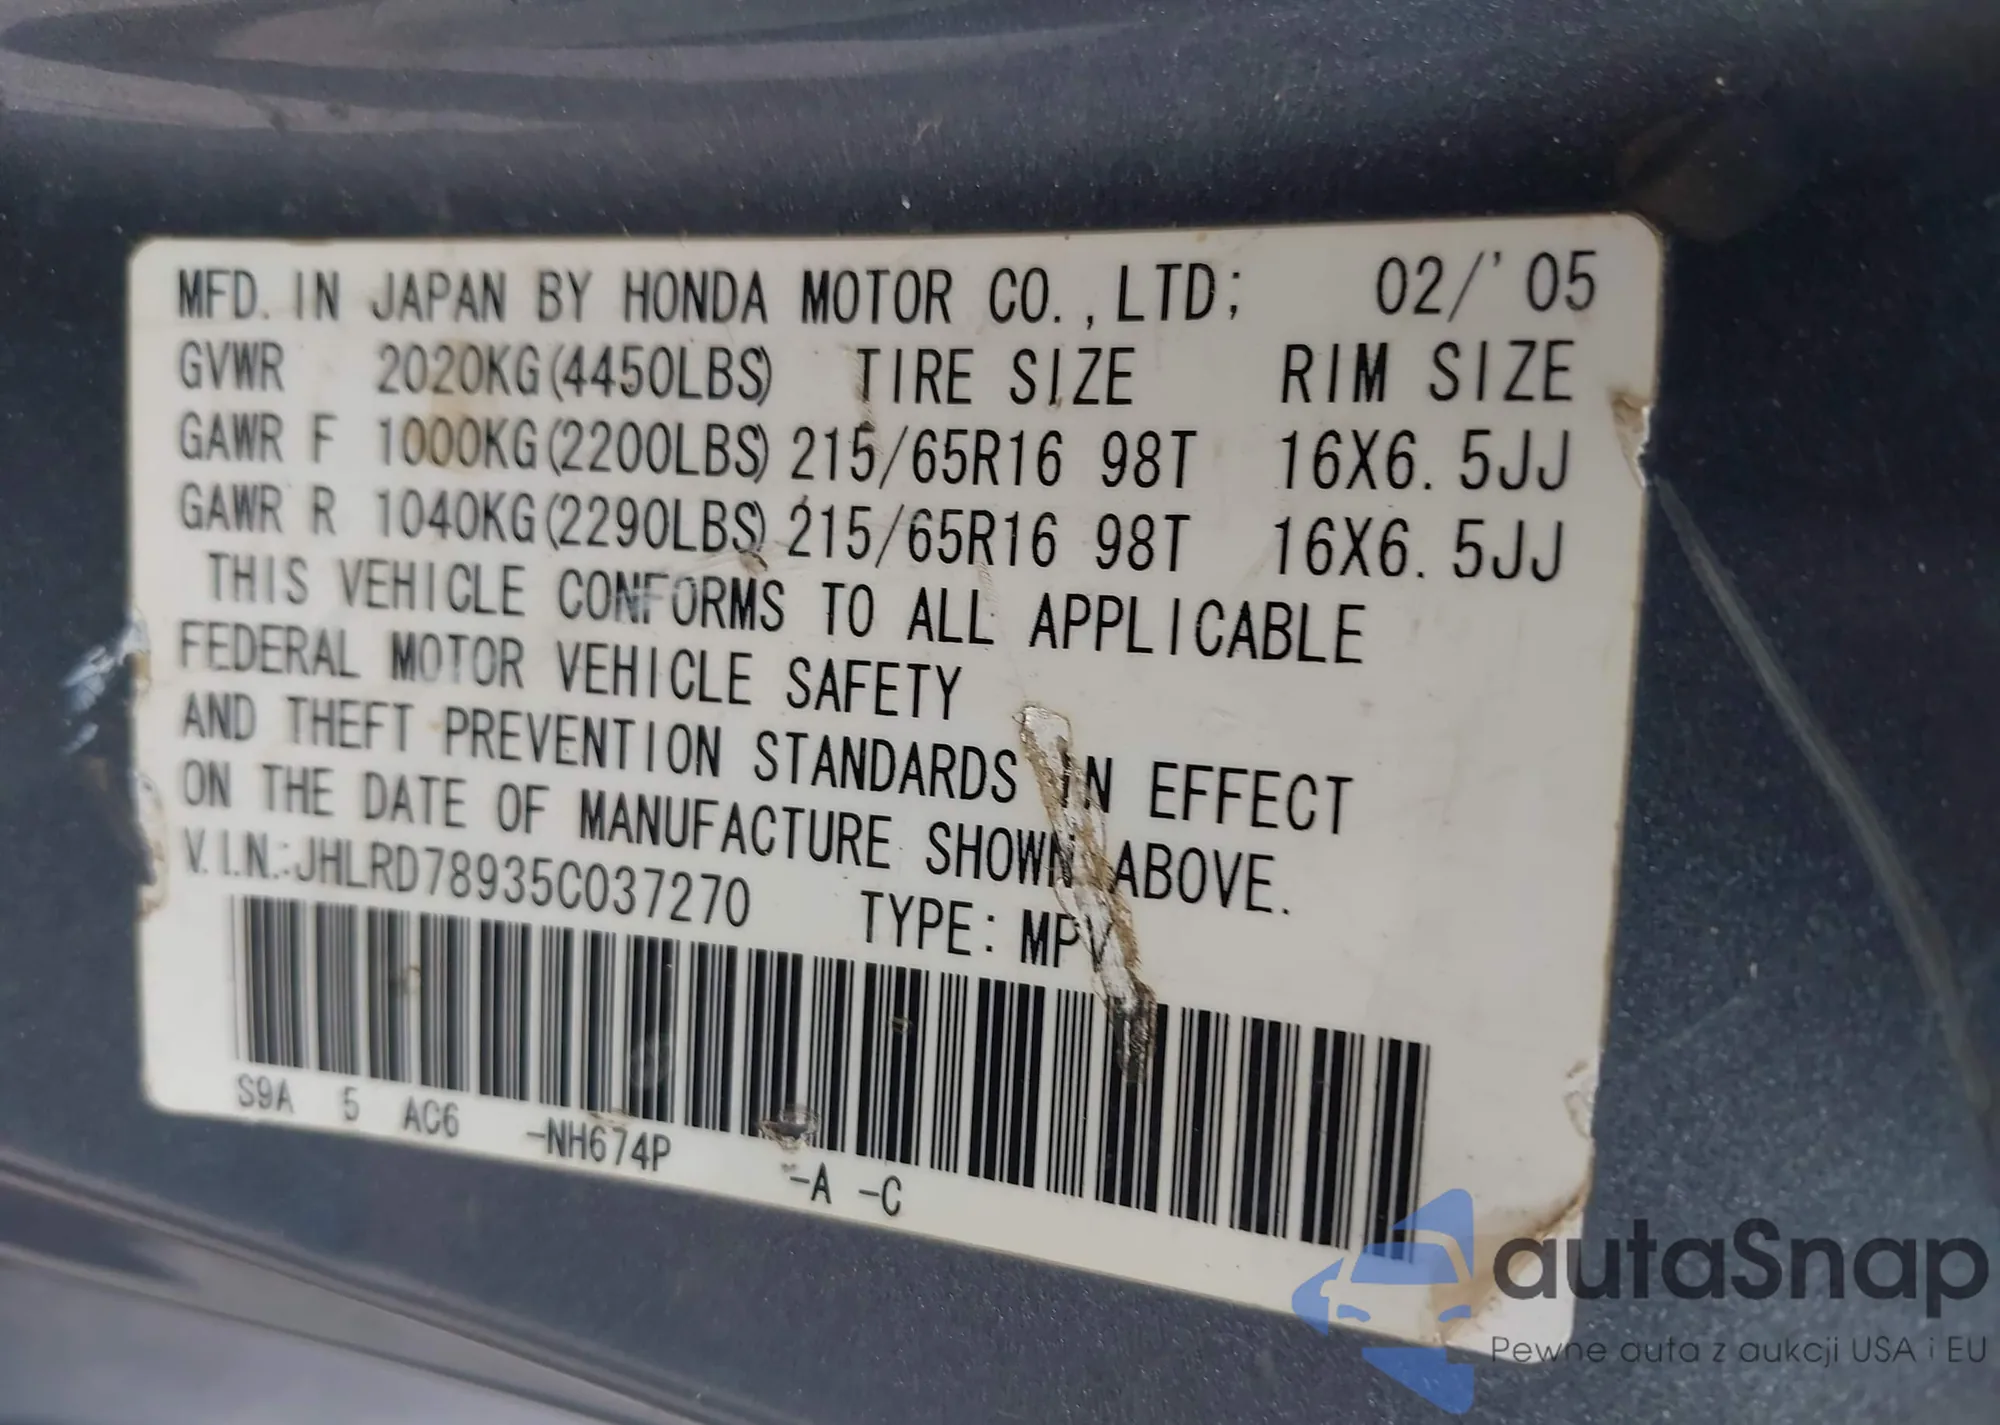 MFD. IN JAPAN BY HONDA MOTOR CO., LTD; 02/'05
GVWR 2020KG(4450LBS) TIRE SIZE RIM SIZE
GAWR F 1000KG(2200LBS) 215/65R16 98T 16X6.5JJ
GAWR R 1040KG(2290LBS) 215/65R16 98T 16X6.5JJ
THIS VEHICLE CONFORMS TO ALL APPLICABLE
FEDERAL MOTOR VEHICLE SAFETY
AND THEFT PREVENTION STANDARDS IN EFFECT
ON THE DATE OF MANUFACTURE SHOWN ABOVE.
V.I.N.:JHLRD78935C037270 TYPE: MPV
S9A 5 AC6 -NH674P -A -C
autaSnap
Pewne auta z aukcji USA i EU